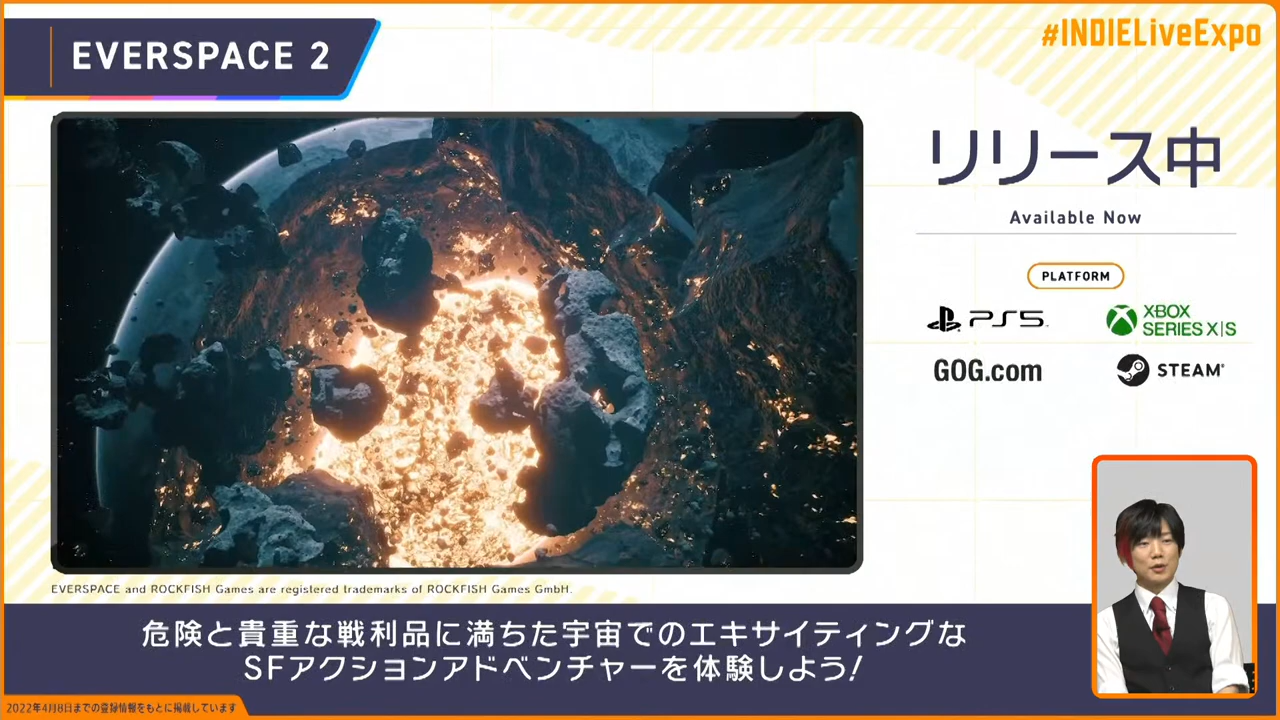 EVERSPACE 2
#INDIELiveExpo
リリース中
Available Now
PLATFORM
PS5
XBOX
SERIES X|S
GOG.com
STEAM
EVERSPACE and ROCKFISH Games are registered trademarks of ROCKFISH Games GmbH.
危険と貴重な戦利品に満ちた宇宙でのエキサイティングな
SFアクションアドベンチャーを体験しよう!
2022年4月8日までの登録情報をもとに掲載しています